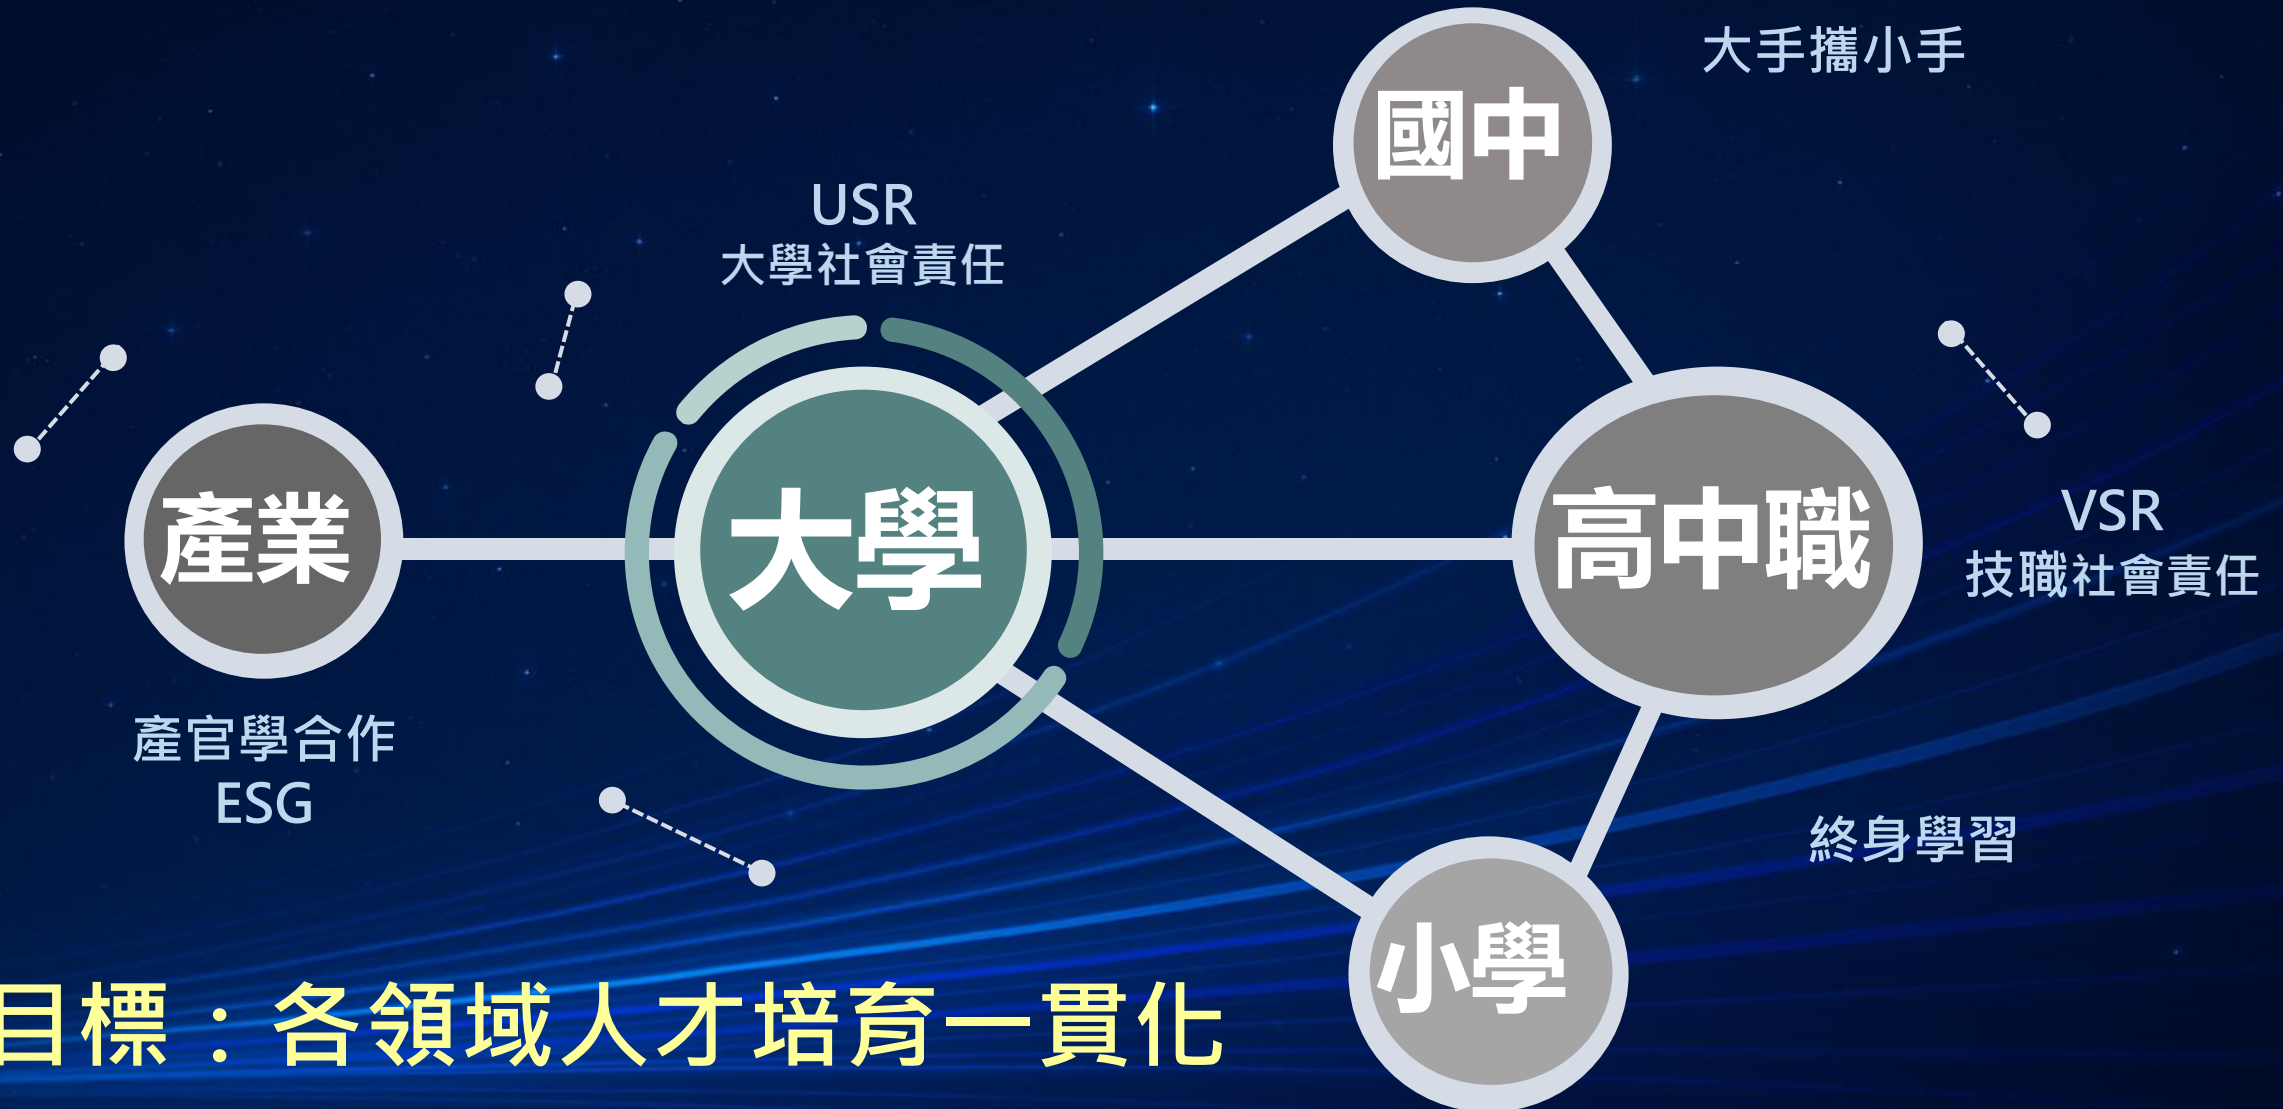 大手攜小手
國中
USR
大學社會責任
產業
大學
高中職
VSR
技職社會責任
產官學合作
ESG
終身學習
小學
目標：各領域人才培育一貫化